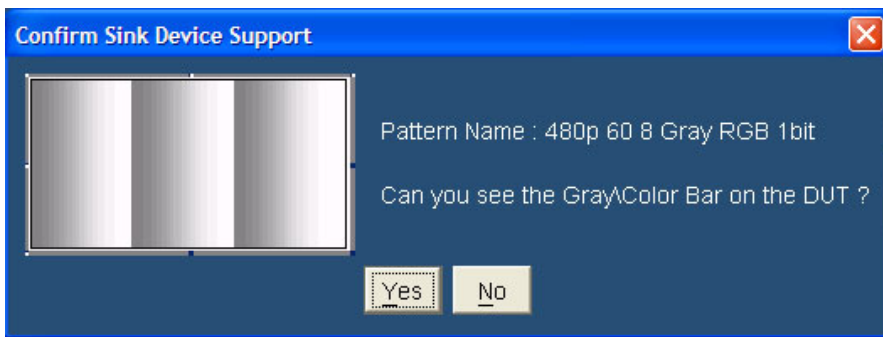 Confirm Sink Device Support
Pattern Name : 480p 60 8 Gray RGB 1bit
Can you see the Gray\Color Bar on the DUT ?
Yes
No